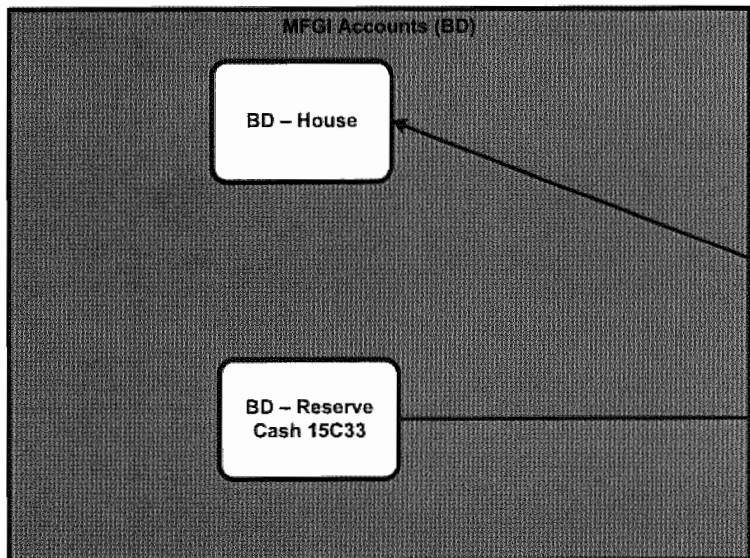 MFGI Accounts (BD)
BD – House
BD – Reserve
Cash 15C33